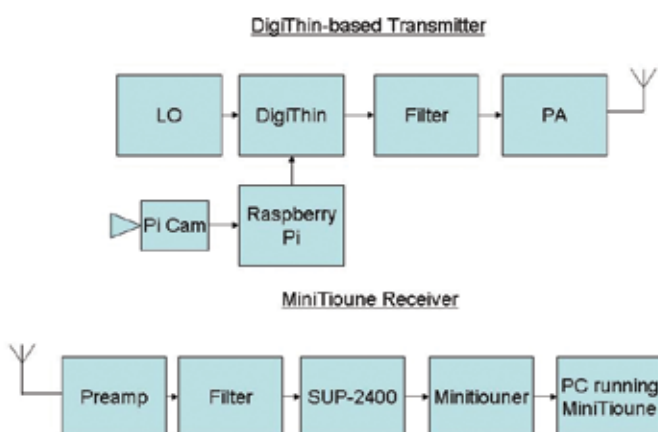 DigiThin-based Transmitter
LO
DigiThin
Filter
PA
Pi Cam
Raspberry
Pi
MiniTioune Receiver
Preamp
Filter
SUP-2400
Minitiouner
PC running
MiniTioune